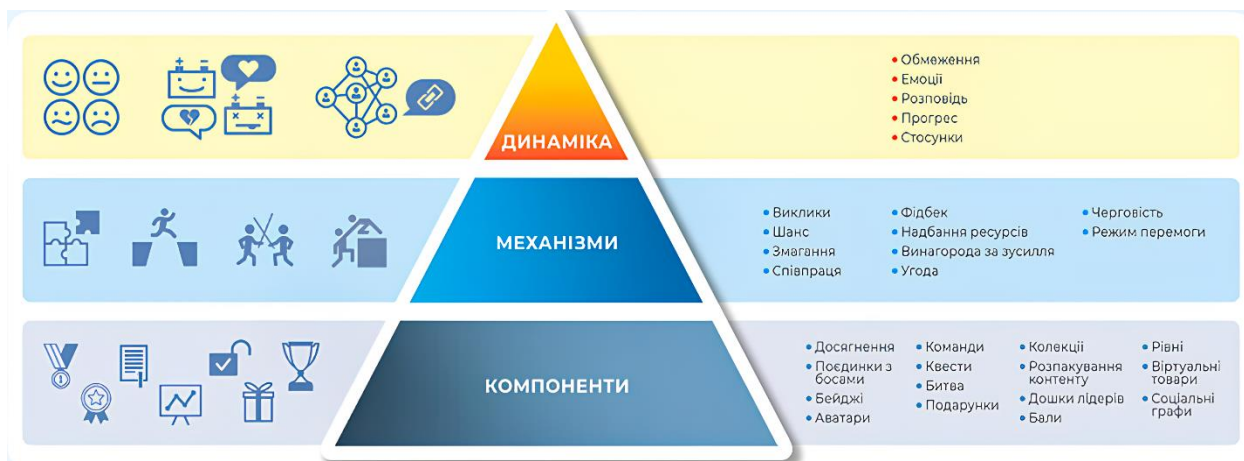 ДИНАМІКА
• Обмеження
• Емоції
• Розповідь
• Прогрес
• Стосунки
МЕХАНІЗМИ
• Виклики
• Шанс
• Змагання
• Співпраця
• Фідбек
• Надбання ресурсів
• Винагорода за зусилля
• Угода
• Черговість
• Режим перемоги
КОМПОНЕНТИ
• Досягнення
• Поєдинки з
босами
• Бейджі
• Аватари
• Команди
• Квести
• Битва
• Подарунки
• Колекції
• Розпакування
контенту
• Дошки лідерів
• Бали
• Рівні
• Віртуальні
товари
• Соціальні
графи